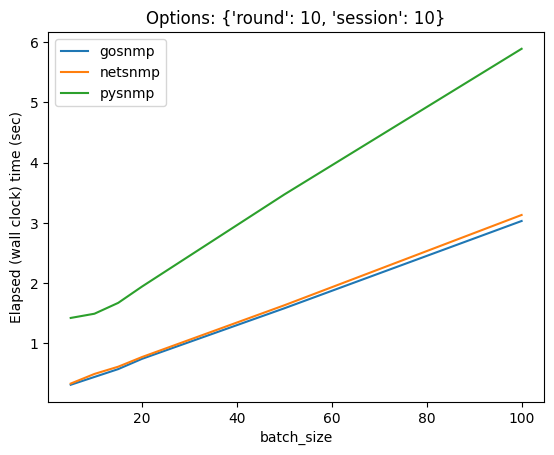 Options: {'round': 10, 'session': 10}
gosnmp
netsnmp
pysnmp
Elapsed (wall clock) time (sec)
6
5
4
3
2
1
20 40 60 80 100
batch_size